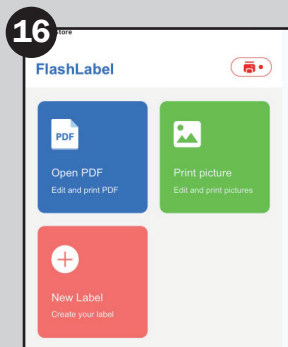 16
Store
FlashLabel
PDF
Open PDF
Edit and print PDF
Print picture
Edit and print pictures
New Label
Create your label